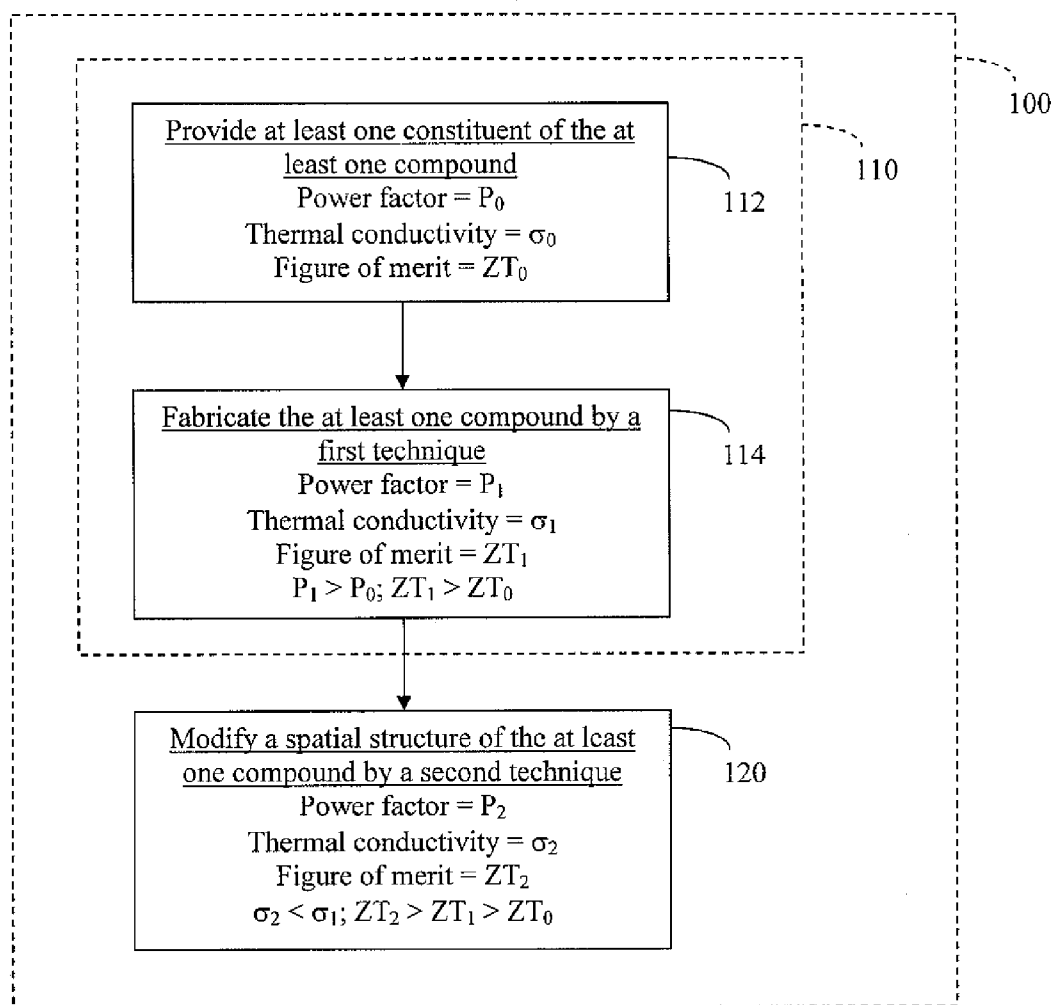 100
110
Provide at least one constituent of the at
least one compound
Power factor = P₀
Thermal conductivity = σ₀
Figure of merit = ZT₀
112
Fabricate the at least one compound by a
first technique
Power factor = P₁
Thermal conductivity = σ₁
Figure of merit = ZT₁
P₁ > P₀; ZT₁ > ZT₀
114
Modify a spatial structure of the at least
one compound by a second technique
Power factor = P₂
Thermal conductivity = σ₂
Figure of merit = ZT₂
σ₂ < σ₁; ZT₂ > ZT₁ > ZT₀
120